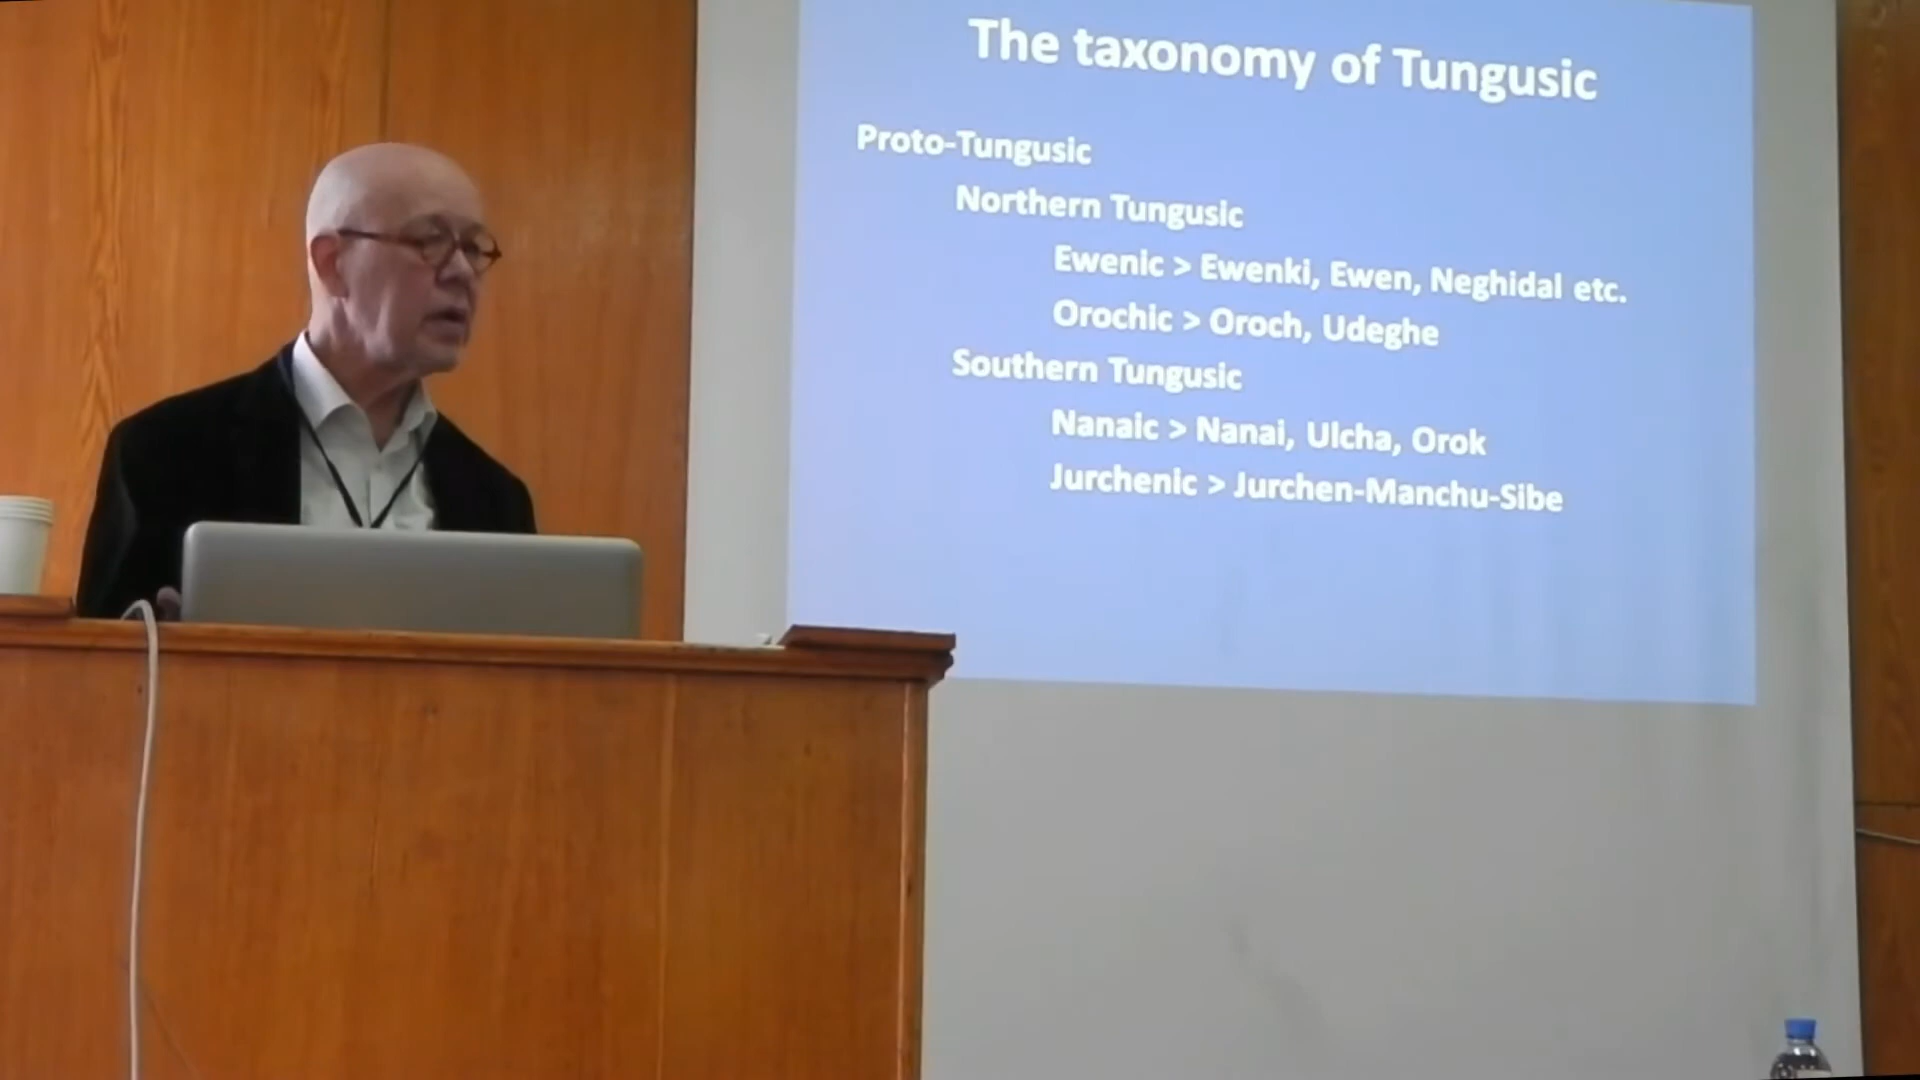 The taxonomy of Tungusic
Proto-Tungusic
Northern Tungusic
Ewenic > Ewenki, Ewen, Neghidal etc.
Orochic > Oroch, Udeghe
Southern Tungusic
Nanaic > Nanai, Ulcha, Orok
Jurchenic > Jurchen-Manchu-Sibe